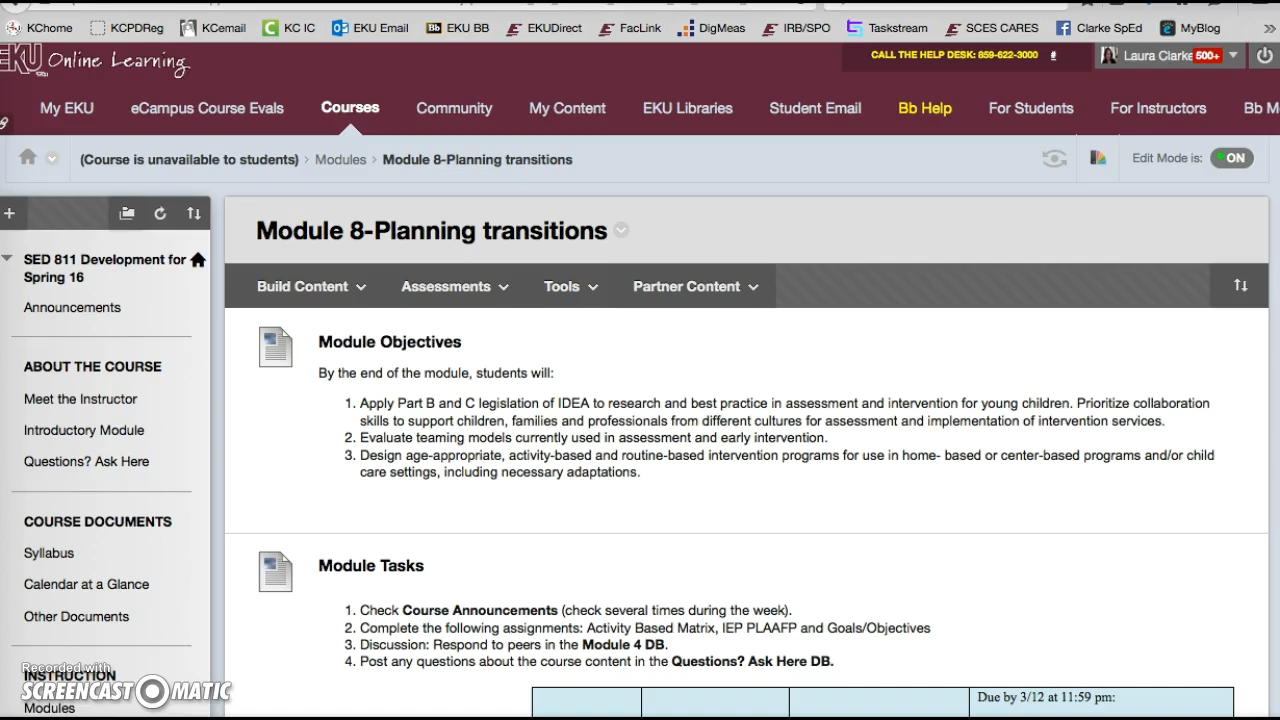 KChome KCPDReg KCemail KC IC EKU Email Bb EKU BB EKUDirect FacLink DigMeas IRB/SPO Taskstream SCES CARES Clarke SpEd MyBlog
EKU Online Learning
CALL THE HELP DESK: 859-622-3000
Laura Clarke 500+
My EKU eCampus Course Evals Courses Community My Content EKU Libraries Student Email Bb Help For Students For Instructors Bb M
(Course is unavailable to students) Modules Module 8-Planning transitions
Edit Mode is: ON
SED 811 Development for
Spring 16
Announcements
ABOUT THE COURSE
Meet the Instructor
Introductory Module
Questions? Ask Here
COURSE DOCUMENTS
Syllabus
Calendar at a Glance
Other Documents
INSTRUCTION
Modules
Module 8-Planning transitions
Build Content Assessments Tools Partner Content
Module Objectives
By the end of the module, students will:
1. Apply Part B and C legislation of IDEA to research and best practice in assessment and intervention for young children. Prioritize collaboration
skills to support children, families and professionals from different cultures for assessment and implementation of intervention services.
2. Evaluate teaming models currently used in assessment and early intervention.
3. Design age-appropriate, activity-based and routine-based intervention programs for use in home- based or center-based programs and/or child
care settings, including necessary adaptations.
Module Tasks
1. Check Course Announcements (check several times during the week).
2. Complete the following assignments: Activity Based Matrix, IEP PLAAFP and Goals/Objectives
3. Discussion: Respond to peers in the Module 4 DB.
4. Post any questions about the course content in the Questions? Ask Here DB.
Due by 3/12 at 11:59 pm:
Recorded with
SCREENCAST-O-MATIC